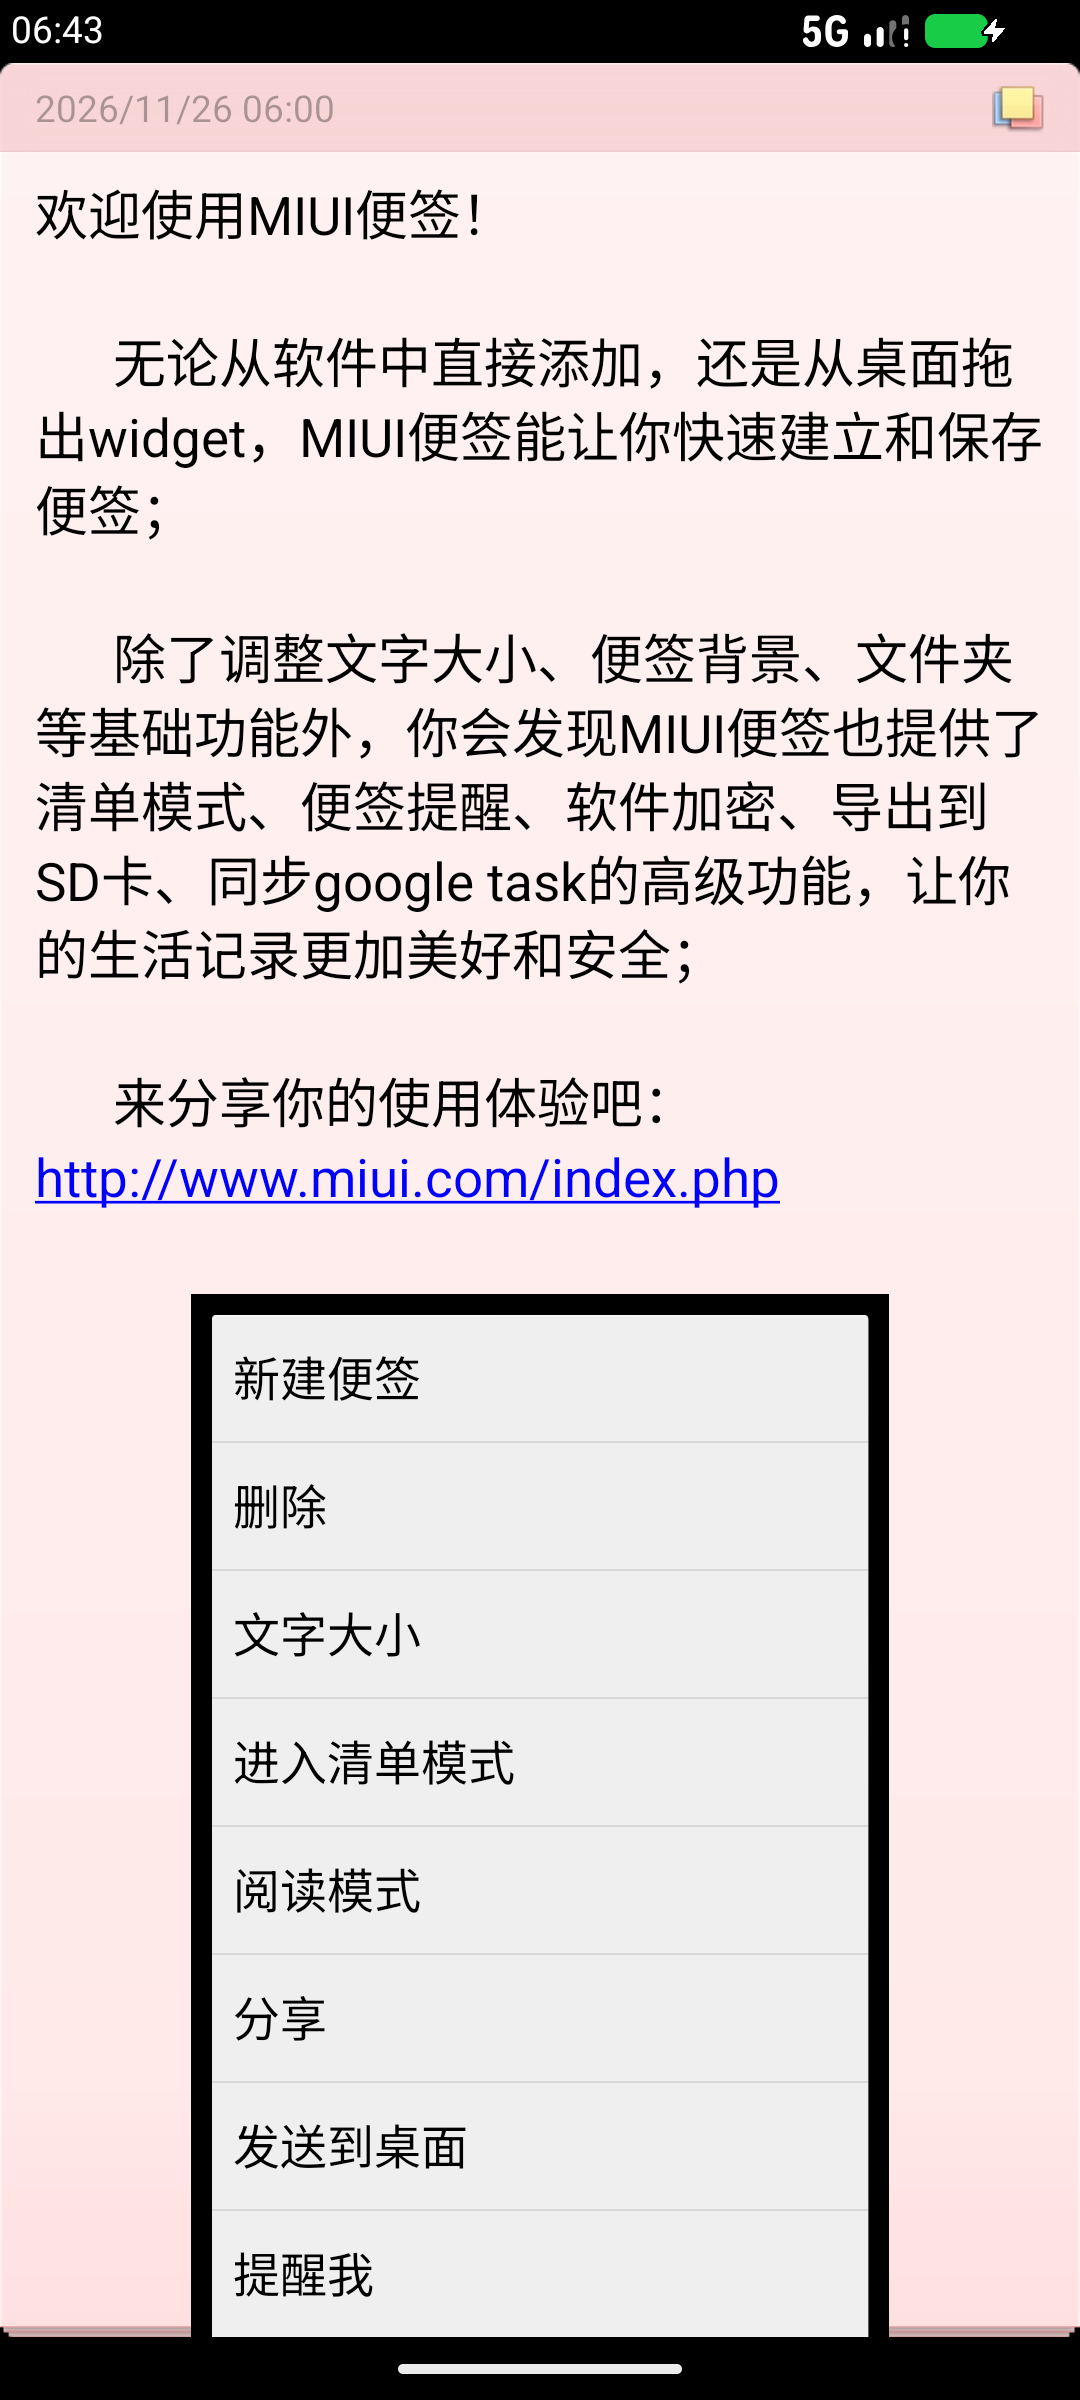 06:43
5G
2026/11/26 06:00
欢迎使用MIUI便签！
无论从软件中直接添加，还是从桌面拖
出widget，MIUI便签能让你快速建立和保存
便签；
除了调整文字大小、便签背景、文件夹
等基础功能外，你会发现MIUI便签也提供了
清单模式、便签提醒、软件加密、导出到
SD卡、同步google task的高级功能，让你
的生活记录更加美好和安全；
来分享你的使用体验吧：
http://www.miui.com/index.php
新建便签
删除
文字大小
进入清单模式
阅读模式
分享
发送到桌面
提醒我